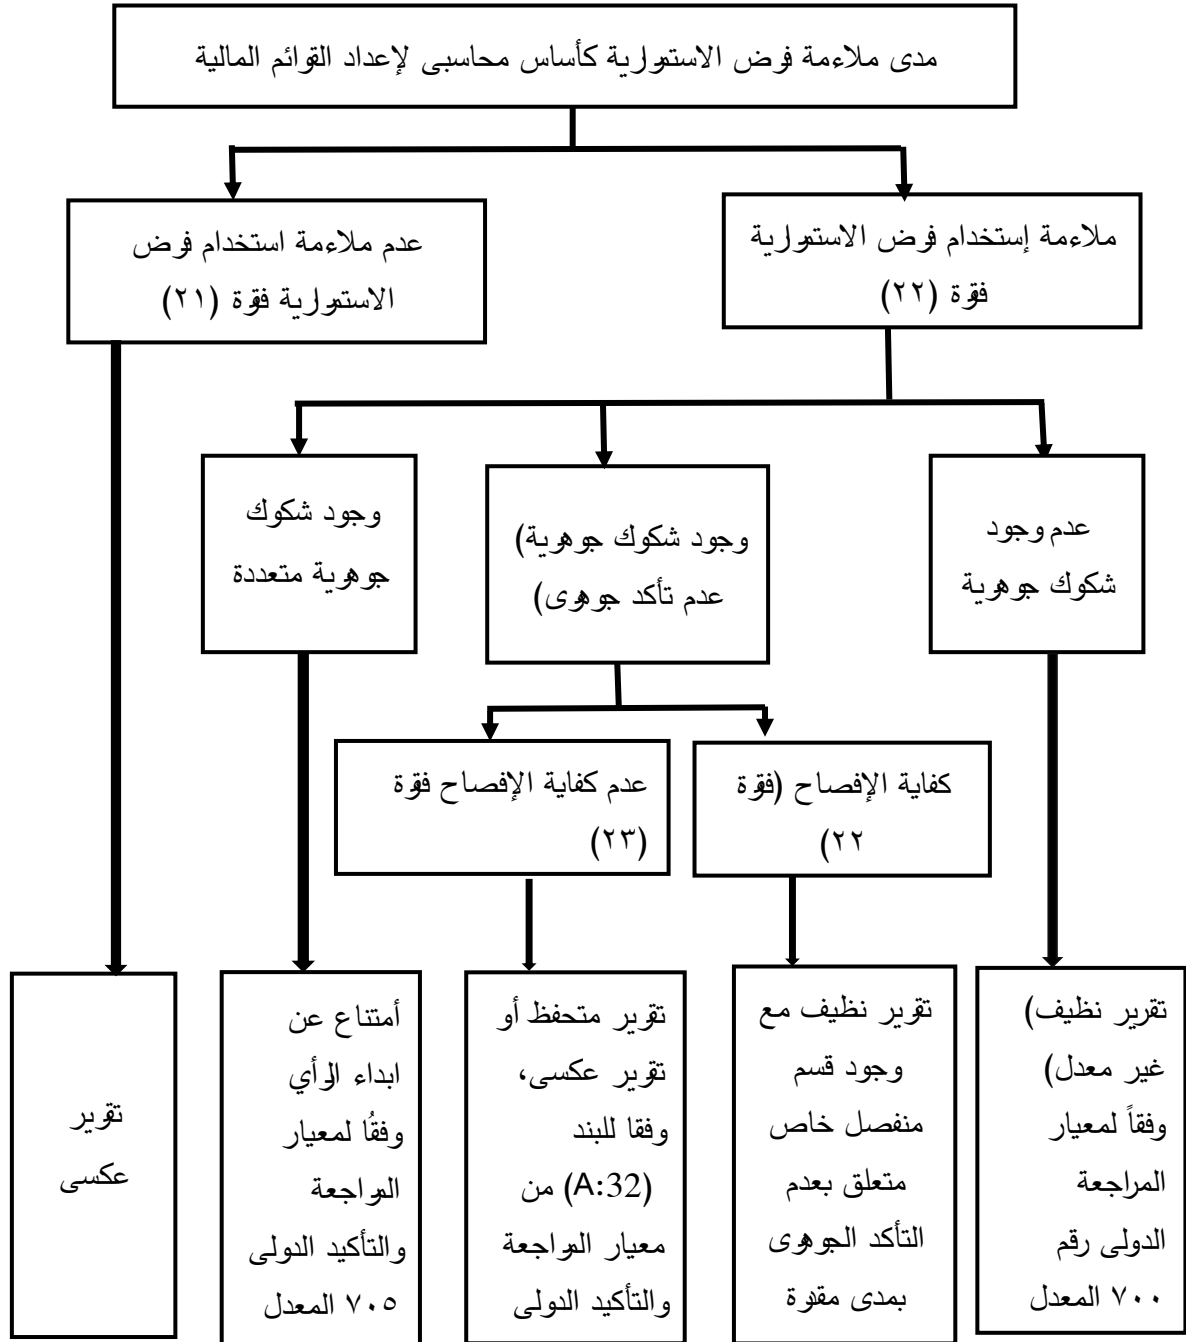 مدى ملاءمة فرض الاستمرارية كأساس محاسبى لإعداد القوائم المالية
ملاءمة إستخدام فرض الاستمرارية
فقرة (٢٢)
عدم ملاءمة استخدام فرض
الاستمرارية فقرة (٢١)
عدم وجود
شكوك جوهرية
وجود شكوك جوهرية)
عدم تأكد جوهرى)
وجود شكوك
جوهرية متعددة
كفاية الإفصاح (فقرة
٢٢)
عدم كفاية الإفصاح فقرة
(٢٣)
تقرير نظيف)
غير معدل)
وفقاً لمعيار
المراجعة
الدولى رقم
٧٠٠ المعدل
تقرير نظيف مع
وجود قسم
منفصل خاص
متعلق بعدم
التأكد الجوهرى
بمدى مقدرة
تقرير متحفظ أو
تقرير عكسى،
وفقا للبند
(A:32) من
معيار المراجعة
والتأكيد الدولى
أمتناع عن
ابداء الرأي
وفقُا لمعيار
المراجعة
والتأكيد الدولى
٧٠٥ المعدل
تقرير
عكسى